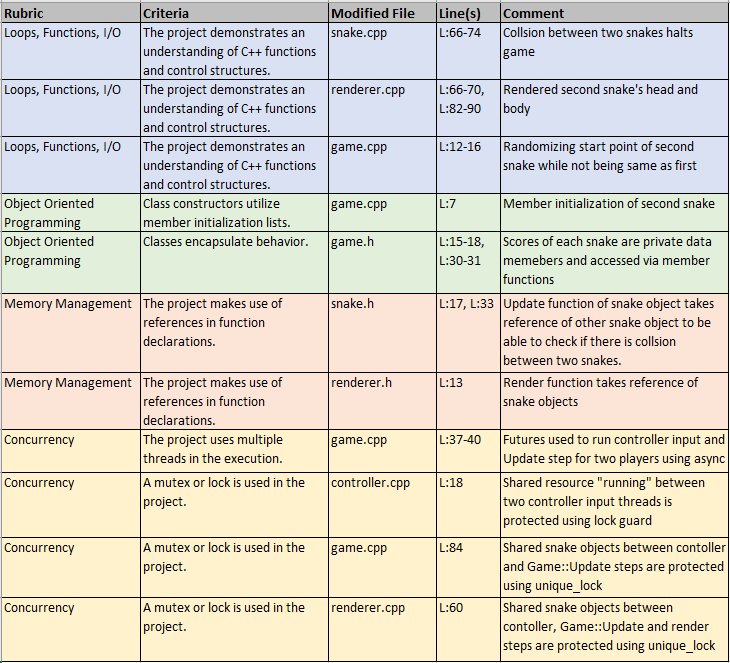 Rubric Criteria Modified File Line(s) Comment
Loops, Functions, I/O The project demonstrates an snake.cpp L:66-74 Collsion between two snakes halts
understanding of C++ functions game
and control structures.
Loops, Functions, I/O The project demonstrates an renderer.cpp L:66-70, Rendered second snake's head and
understanding of C++ functions L:82-90 body
and control structures.
Loops, Functions, I/O The project demonstrates an game.cpp L:12-16 Randomizing start point of second
understanding of C++ functions snake while not being same as first
and control structures.
Object Oriented Class constructors utilize game.cpp L:7 Member initialization of second snake
Programming member initialization lists.
Object Oriented Classes encapsulate behavior. game.h L:15-18, Scores of each snake are private data
Programming L:30-31 memebers and accessed via member
functions
Memory Management The project makes use of snake.h L:17, L:33 Update function of snake object takes
references in function reference of other snake object to be
declarations. able to check if there is collsion
between two snakes.
Memory Management The project makes use of renderer.h L:13 Render function takes reference of
references in function snake objects
declarations.
Concurrency The project uses multiple game.cpp L:37-40 Futures used to run controller input and
threads in the execution. Update step for two players using async
Concurrency A mutex or lock is used in the controller.cpp L:18 Shared resource "running" between
project. two controller input threads is
protected using lock guard
Concurrency A mutex or lock is used in the game.cpp L:84 Shared snake objects between contoller
project. and Game::Update steps are protected
using unique_lock
Concurrency A mutex or lock is used in the renderer.cpp L:60 Shared snake objects between
project. contoller, Game::Update and render
steps are protected using unique_lock